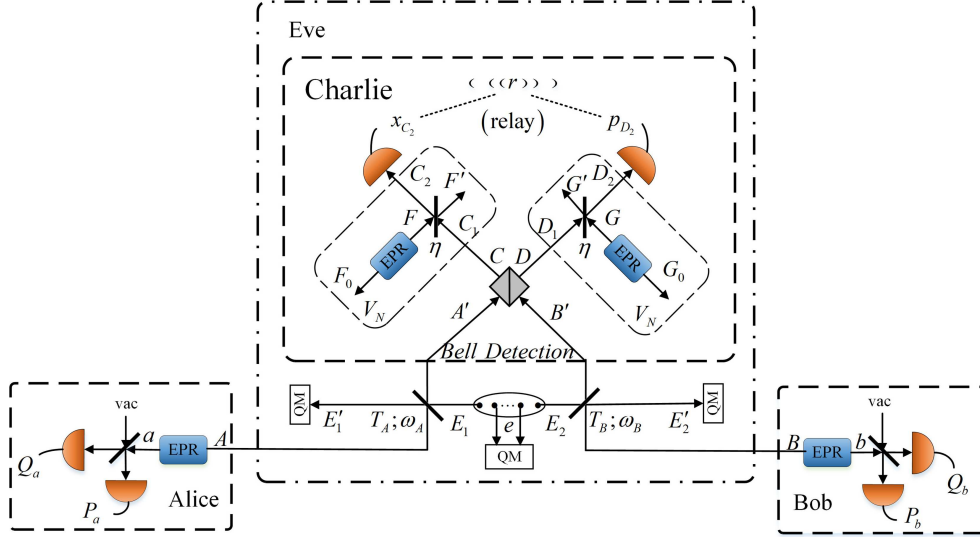 Eve
Charlie
( ((r)) )
(relay)
x_{C_2}
p_{D_2}
C_2
F′
G′
D_2
F
C_1
D_1
G
EPR
η
η
EPR
F_0
C
D
G_0
V_N
V_N
A′
B′
Bell Detection
QM
QM
E′_1
T_A; ω_A
E_1
e
E_2
T_B; ω_B
E′_2
QM
vac
vac
a
EPR
A
B
EPR
b
Q_a
Q_b
P_a
Alice
Bob
P_b